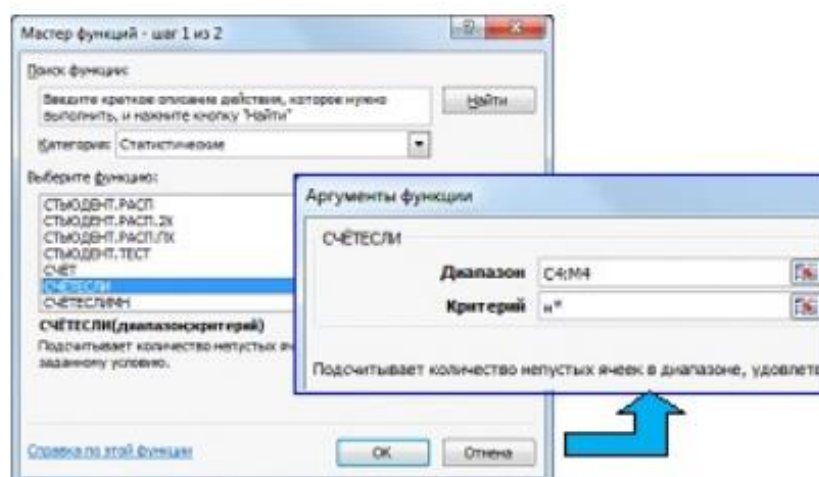 Мастер функций - шаг 1 из 2
Поиск функции:
Введите краткое описание действия, которое нужно
выполнить, и нажмите кнопку "Найти"
Найти
Категория: Статистические
Выберите функцию:
СТЬЮДЕНТ.РАСП
СТЬЮДЕНТ.РАСП.2Х
СТЬЮДЕНТ.РАСП.ПХ
СТЬЮДЕНТ.ТЕСТ
СЧЁТ
СЧЁТЕСЛИ
СЧЁТЕСЛИМН
СЧЁТЕСЛИ(диапазон;критерий)
Подсчитывает количество непустых яч
заданному условию.
Справка по этой функции
ОК
Отмена
Аргументы функции
СЧЁТЕСЛИ
Диапазон C4:M4
Критерий н*
Подсчитывает количество непустых ячеек в диапазоне, удовлетв